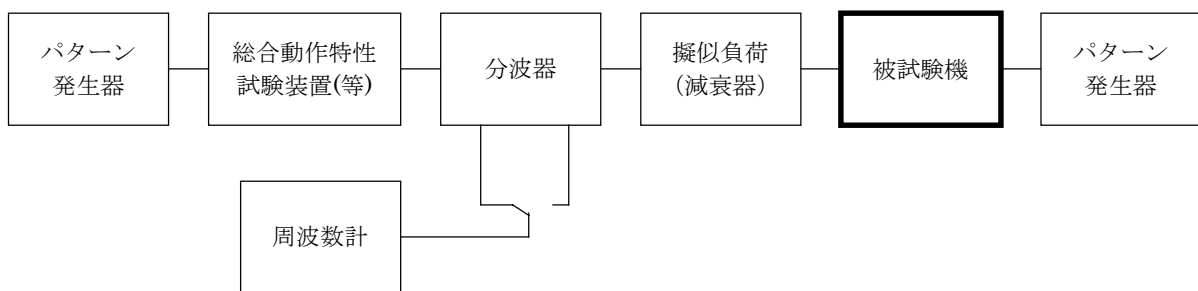 パターン
発生器
総合動作特性
試験装置(等)
分波器
擬似負荷
(減衰器)
被試験機
パターン
発生器
周波数計